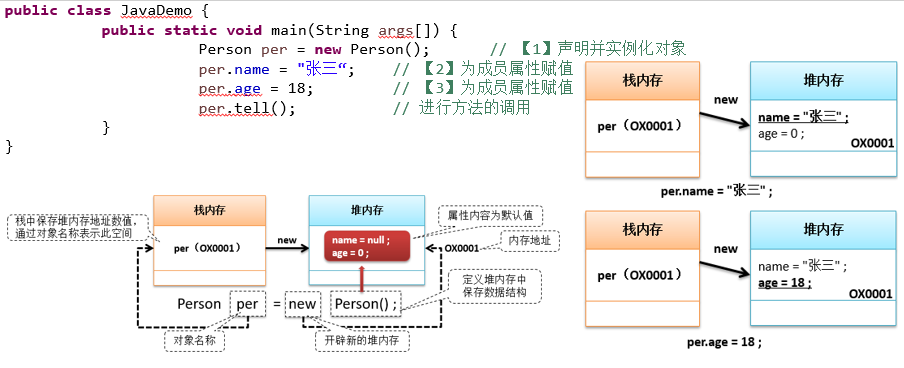 public class JavaDemo {
public static void main(String args[]) {
Person per = new Person(); // 【1】声明并实例化对象
per.name = "张三“; // 【2】为成员属性赋值
per.age = 18; // 【3】为成员属性赋值
per.tell(); // 进行方法的调用
}
}
栈内存
per（OX0001）
new
堆内存
name = "张三" ;
age = 0 ;
OX0001
per.name = "张三" ;
栈中保存堆内存地址数值，
通过对象名称表示此空间
栈内存
per（OX0001）
new
堆内存
name = null ;
age = 0 ;
属性内容为默认值
OX0001
内存地址
定义堆内存中
保存数据结构
Person per = new Person() ;
对象名称
开辟新的堆内存
栈内存
per（OX0001）
new
堆内存
name = "张三" ;
age = 18 ;
OX0001
per.age = 18 ;